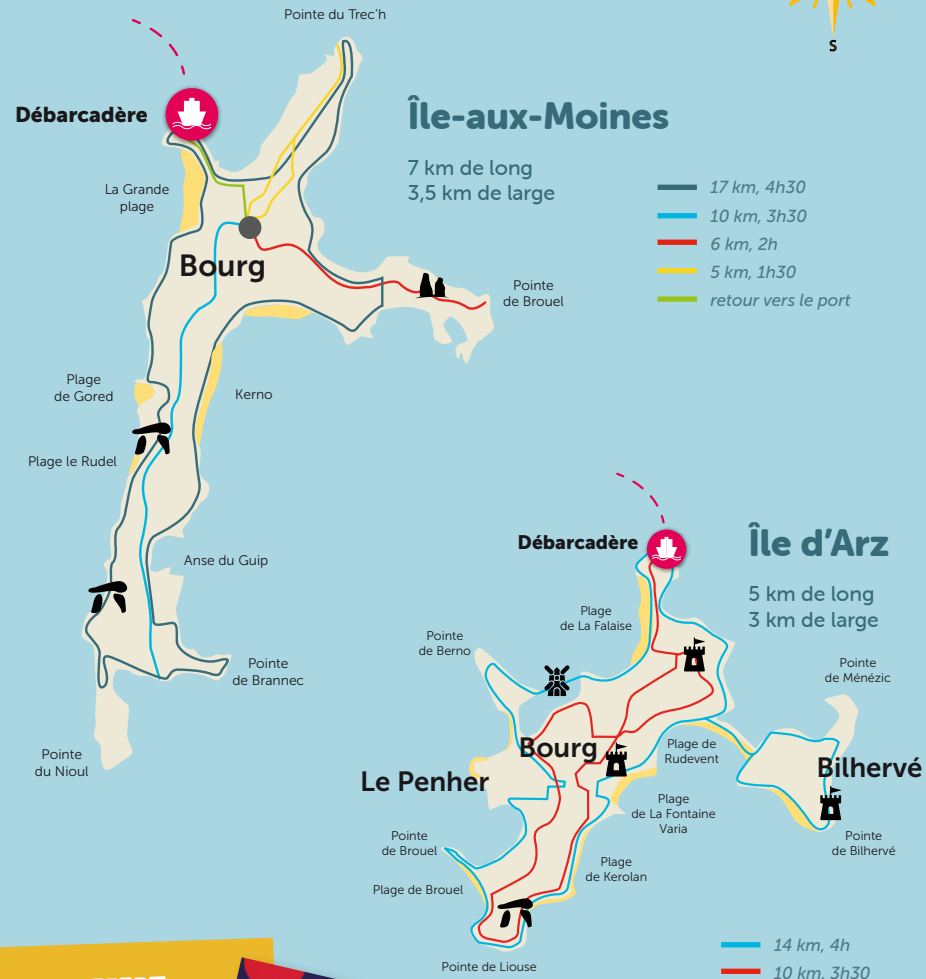 S
Pointe du Trec'h
Débarcadère
Île-aux-Moines
7 km de long
3,5 km de large
La Grande
plage
17 km, 4h30
10 km, 3h30
6 km, 2h
5 km, 1h30
retour vers le port
Bourg
Pointe
de Brouel
Plage
de Gored
Kerno
Plage le Rudel
Anse du Guip
Pointe
de Brannec
Pointe
du Nioul
Débarcadère
Île d'Arz
5 km de long
3 km de large
Plage
de La Falaise
Pointe
de Berno
Pointe
de Ménézic
Bourg
Plage de
Rudevent
Le Penher
Bilhervé
Plage
de La Fontaine
Varia
Pointe
de Brouel
Pointe
de Bilhervé
Plage
de Kerolan
Plage de Brouel
Pointe de Liouse
14 km, 4h
10 km, 3h30